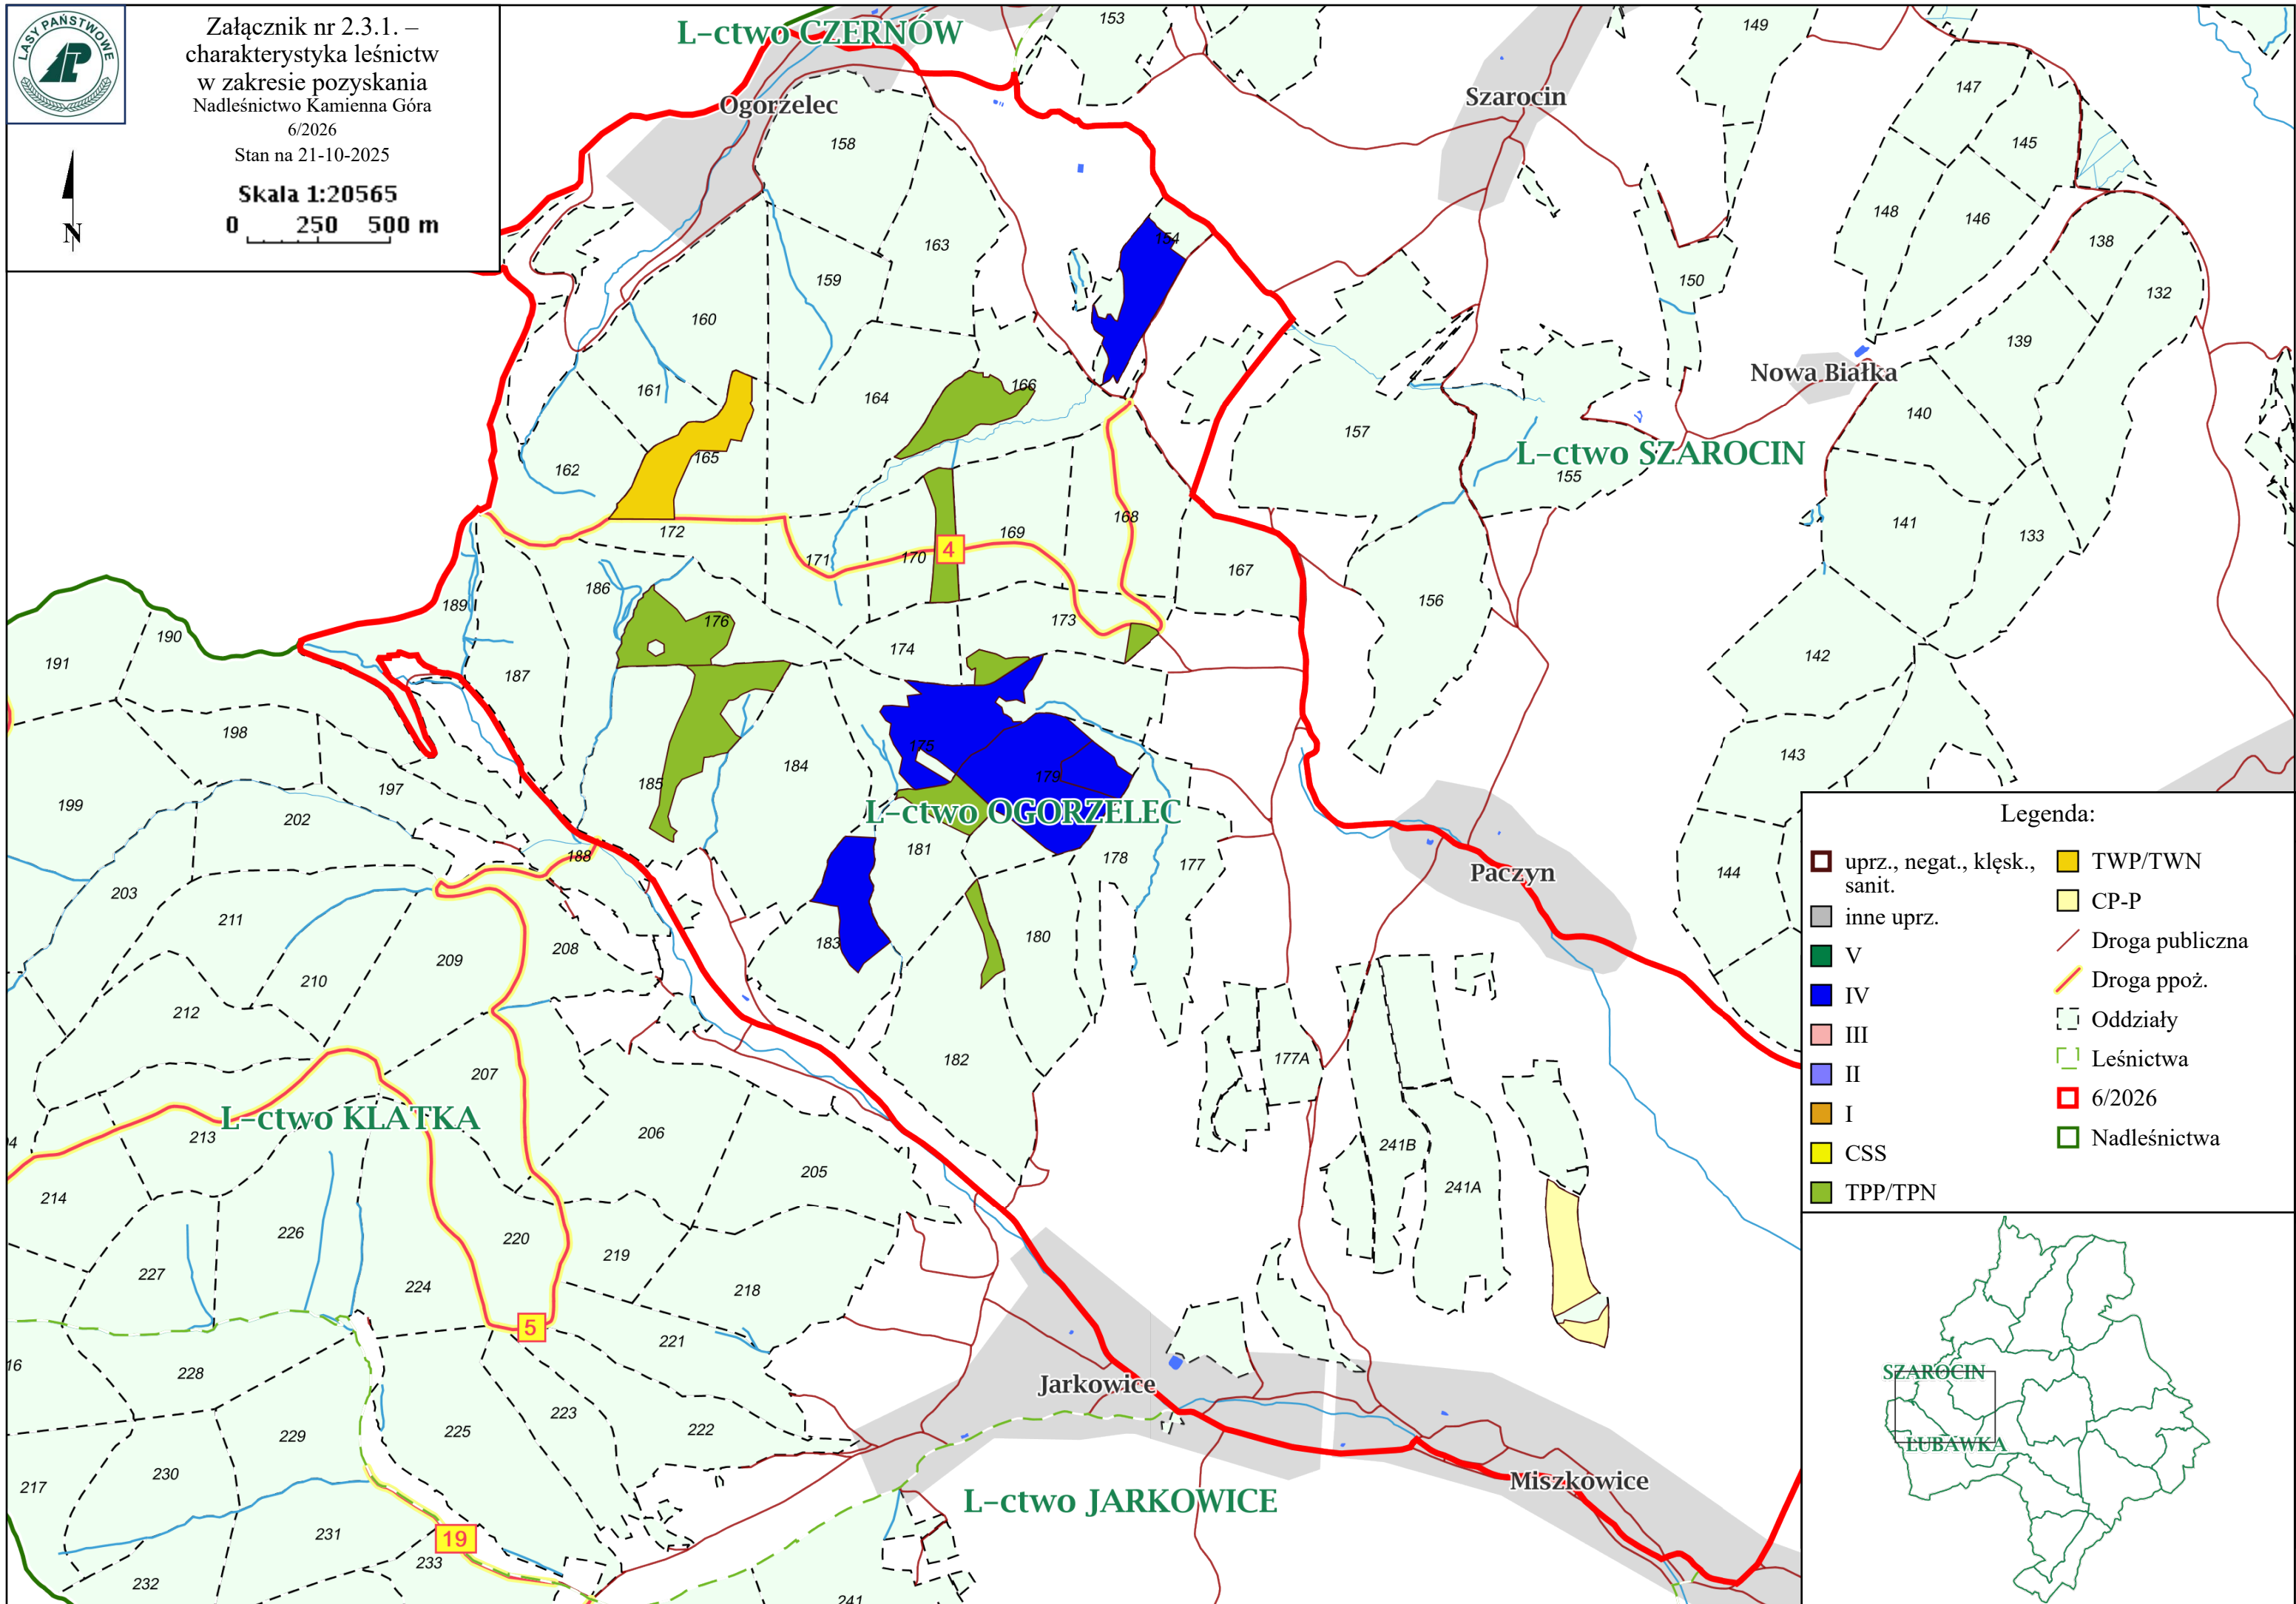 LASY PAŃSTWOWE
Załącznik nr 2.3.1. –
charakterystyka leśnictw
w zakresie pozyskania
Nadleśnictwo Kamienna Góra
6/2026
Stan na 21-10-2025
Skala 1:20565
0 250 500 m
N
L-ctwo CZERNÓW
153
149
147
Ogorzelec
Szarocin
158
145
148
146
154
163
138
159
150
132
160
139
Nowa Białka
161
166
164
140
157
L-ctwo SZAROCIN
165
162
155
168
141
172
169
133
4
171
170
167
186
189
156
176
173
190
174
142
191
187
198
175
143
184
179
185
197
199
L-ctwo OGORZELEC
202
181
188
178
177
144
Paczyn
203
211
180
183
208
209
210
212
182
177A
207
L-ctwo KLATKA
206
213
241B
205
214
241A
226
220
219
227
224
218
5
221
16
228
Jarkowice
223
222
229
225
230
Miszkowice
217
L-ctwo JARKOWICE
231
19
233
232
241
Legenda:
uprz., negat., klęsk.,
sanit.
inne uprz.
V
IV
III
II
I
CSS
TPP/TPN
TWP/TWN
CP-P
Droga publiczna
Droga ppoż.
Oddziały
Leśnictwa
6/2026
Nadleśnictwa
SZAROCIN
LUBAWKA